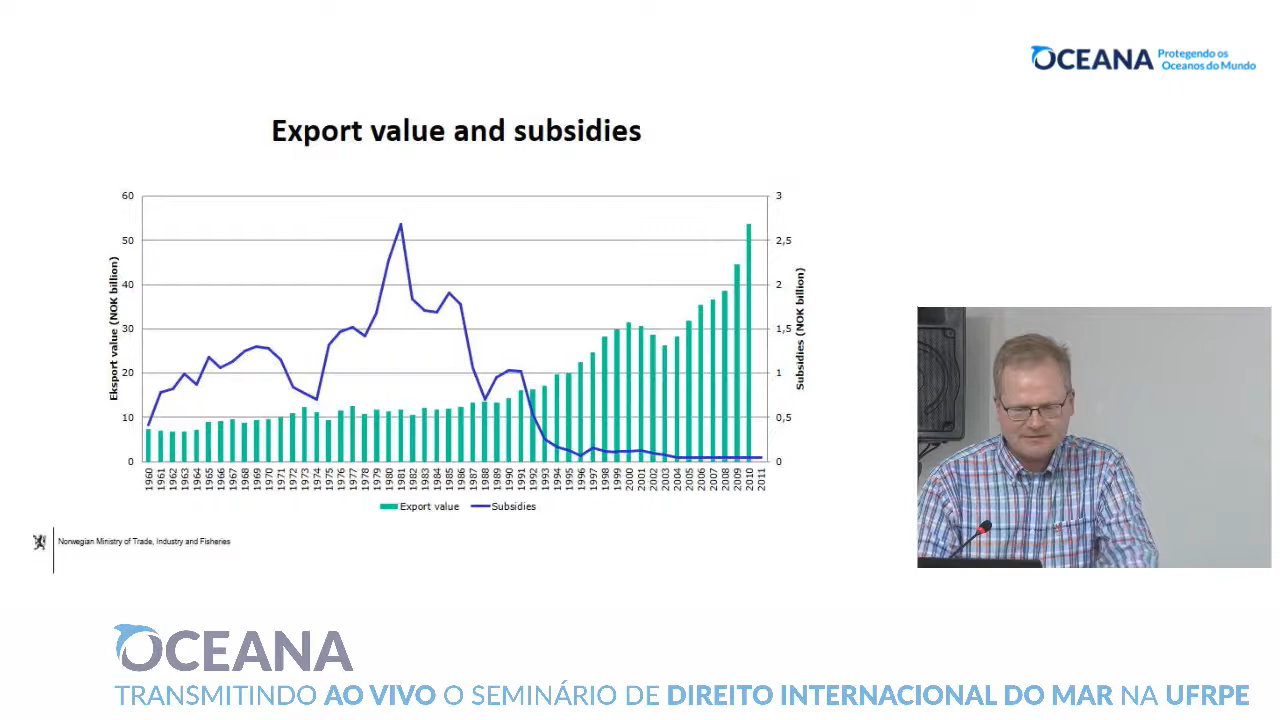 OCEANA Protegendo os
Oceanos do Mundo
Export value and subsidies
Eksport value (NOK billion)
60
50
40
30
20
10
0
3
2,5
2
1,5
1
0,5
0
Subsidies (NOK billion)
1960 1961 1962 1963 1964 1965 1966 1967 1968 1969 1970 1971 1972 1973 1974 1975 1976 1977 1978 1979 1980 1981 1982 1983 1984 1985 1986 1987 1988 1989 1990 1991 1992 1993 1994 1995 1996 1997 1998 1999 2000 2001 2002 2003 2004 2005 2006 2007 2008 2009 2010 2011
Export value Subsidies
Norwegian Ministry of Trade, Industry and Fisheries
OCEANA
TRANSMITINDO AO VIVO O SEMINÁRIO DE DIREITO INTERNACIONAL DO MAR NA UFRPE